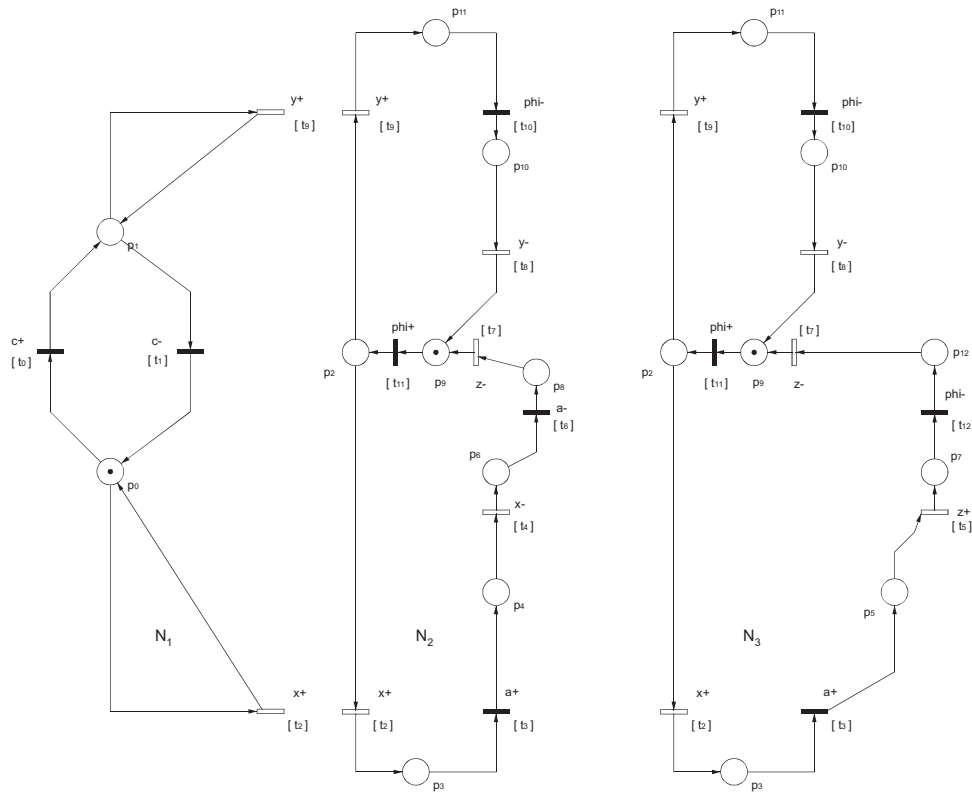 p11
p11
y+
y+
phi-
y+
phi-
[ t9]
[ t9]
[ t10]
[ t9]
[ t10]
p10
p10
p1
y-
y-
[ t8]
[ t8]
c+
c-
phi+
[ t7]
phi+
[ t7]
[ t0]
[ t1]
p2
[ t11]
p9
z-
p8
p2
[ t11]
p9
z-
p12
a-
phi-
[ t6]
[ t12
p6
p7
p0
x-
z+
[ t4]
[ t5]
p4
p5
N1
N2
N3
x+
x+
a+
x+
a+
[ t2]
[ t2]
[ t3]
[ t2]
[ t3]
p3
p3